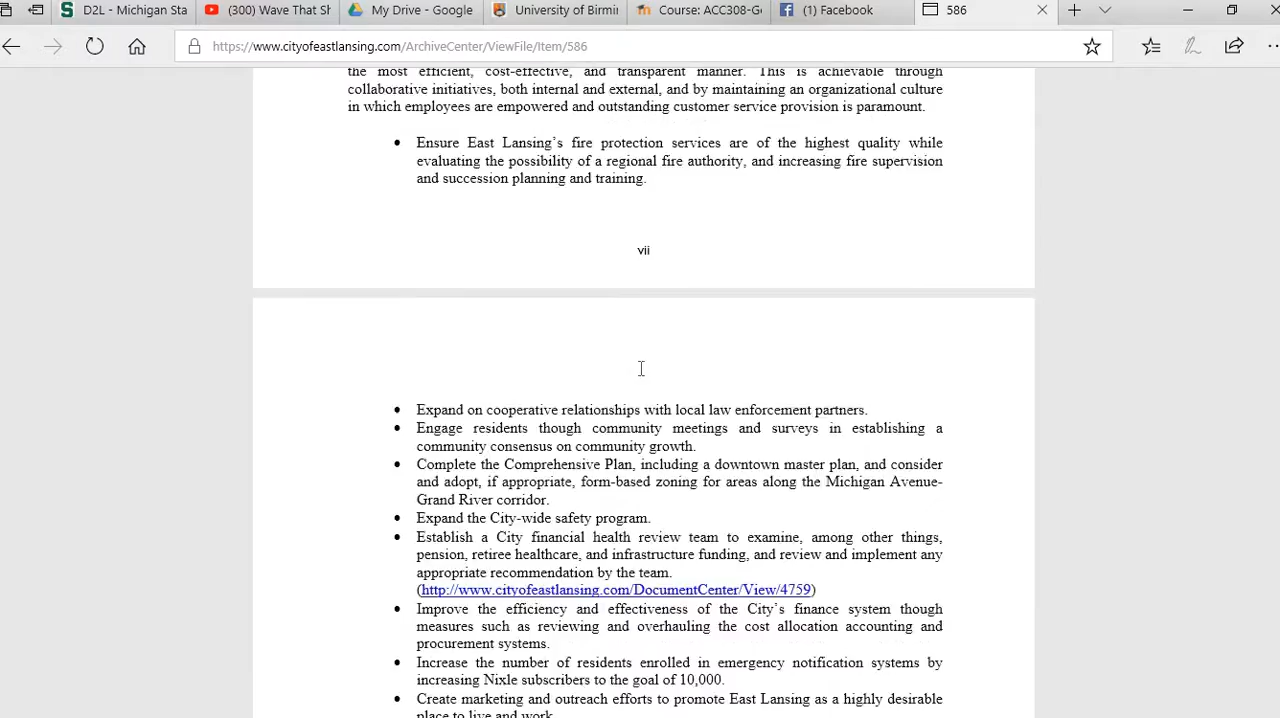 D2L - Michigan Sta
(300) Wave That Sh
My Drive - Google
University of Birmi
Course: ACC308-G
(1) Facebook
586
https://www.cityofeastlansing.com/ArchiveCenter/ViewFile/Item/586
the most efficient, cost-effective, and transparent manner. This is achievable through
collaborative initiatives, both internal and external, and by maintaining an organizational culture
in which employees are empowered and outstanding customer service provision is paramount.
• Ensure East Lansing's fire protection services are of the highest quality while
evaluating the possibility of a regional fire authority, and increasing fire supervision
and succession planning and training.
vii
• Expand on cooperative relationships with local law enforcement partners.
• Engage residents though community meetings and surveys in establishing a
community consensus on community growth.
• Complete the Comprehensive Plan, including a downtown master plan, and consider
and adopt, if appropriate, form-based zoning for areas along the Michigan Avenue-
Grand River corridor.
• Expand the City-wide safety program.
• Establish a City financial health review team to examine, among other things,
pension, retiree healthcare, and infrastructure funding, and review and implement any
appropriate recommendation by the team.
(http://www.cityofeastlansing.com/DocumentCenter/View/4759)
• Improve the efficiency and effectiveness of the City's finance system though
measures such as reviewing and overhauling the cost allocation accounting and
procurement systems.
• Increase the number of residents enrolled in emergency notification systems by
increasing Nixle subscribers to the goal of 10,000.
• Create marketing and outreach efforts to promote East Lansing as a highly desirable
place to live and work.